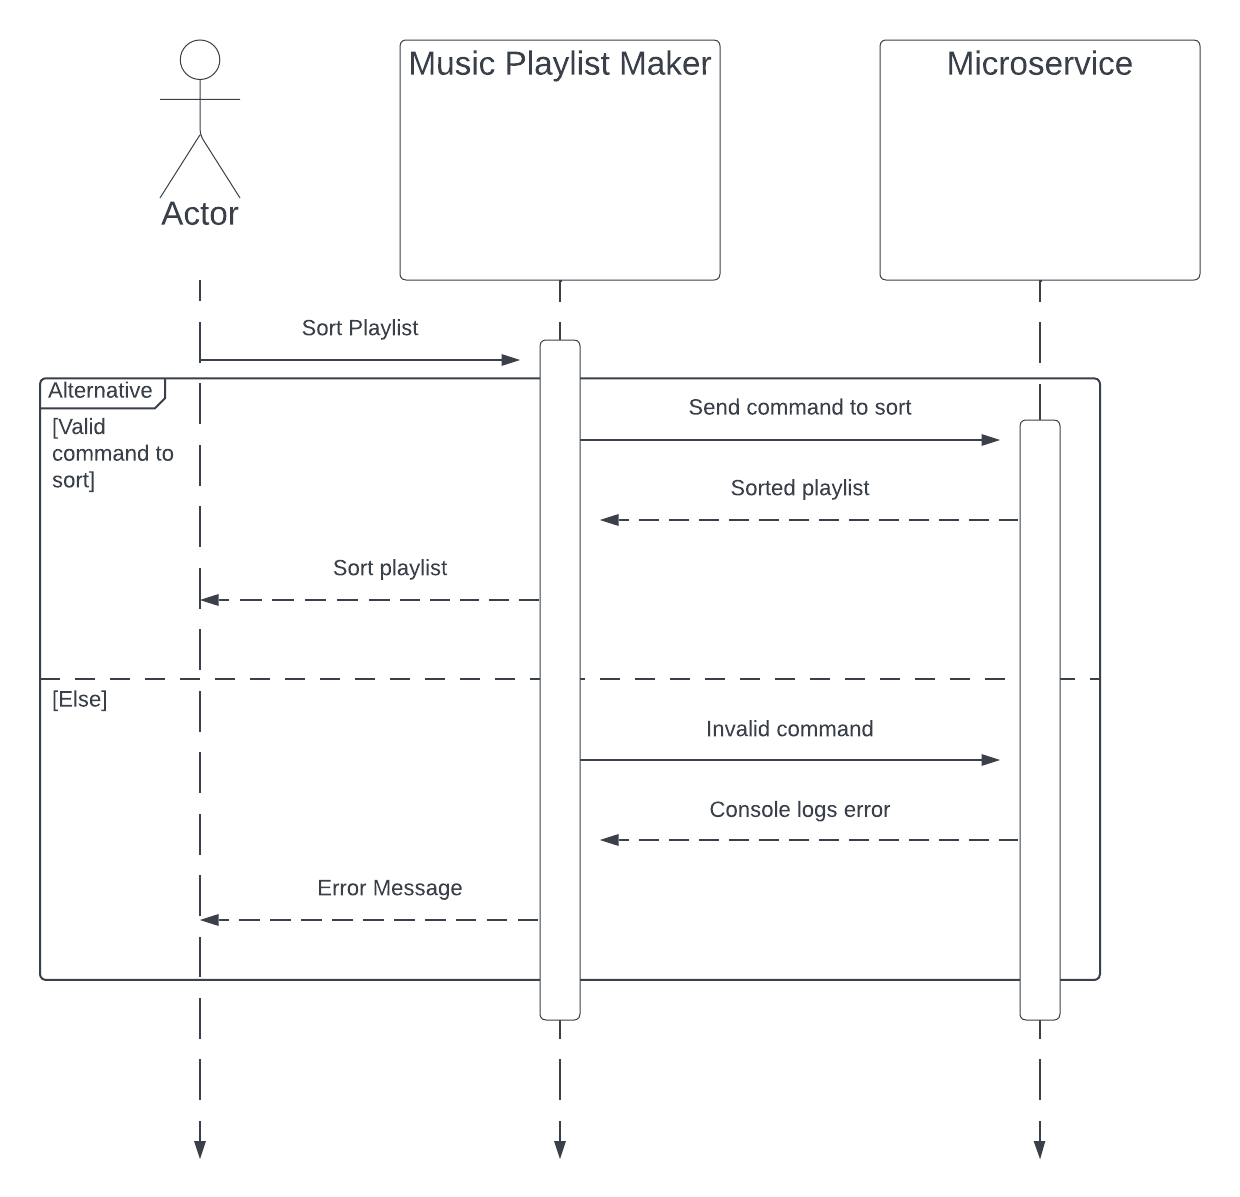 Actor
Music Playlist Maker
Microservice
Sort Playlist
Alternative
[Valid
command to
sort]
Send command to sort
Sorted playlist
Sort playlist
[Else]
Invalid command
Console logs error
Error Message